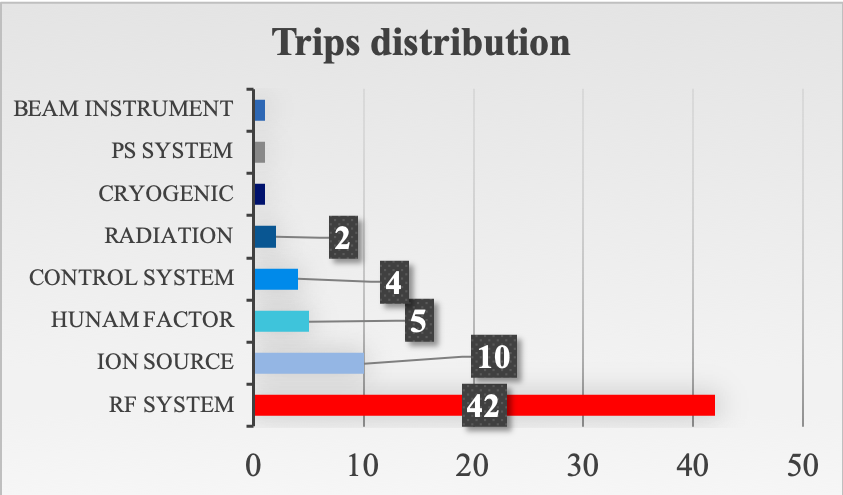 Trips distribution
BEAM INSTRUMENT
PS SYSTEM
CRYOGENIC
RADIATION 2
CONTROL SYSTEM 4
HUNAM FACTOR 5
ION SOURCE 10
RF SYSTEM 42
0 10 20 30 40 50